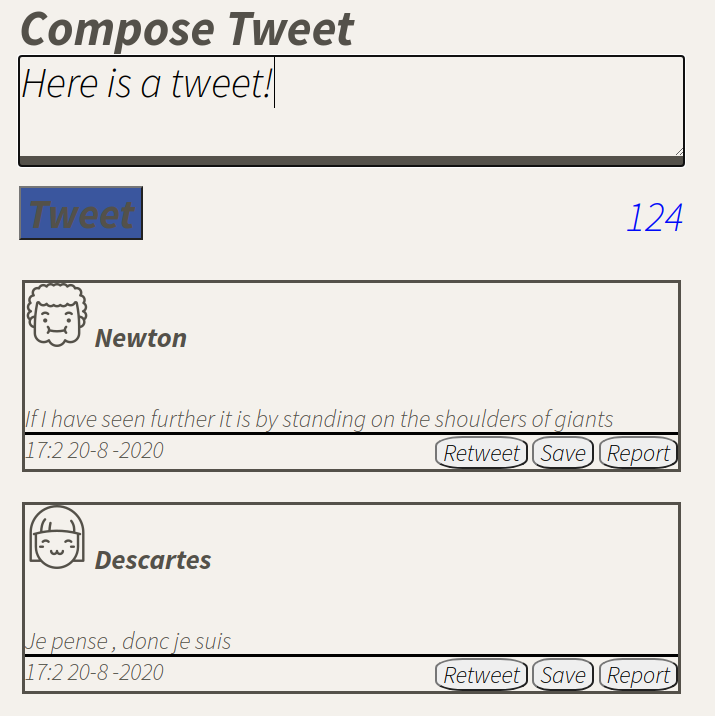 Compose Tweet
Here is a tweet!
Tweet
124
Newton
If I have seen further it is by standing on the shoulders of giants
17:2 20-8 -2020
Retweet Save Report
Descartes
Je pense , donc je suis
17:2 20-8 -2020
Retweet Save Report